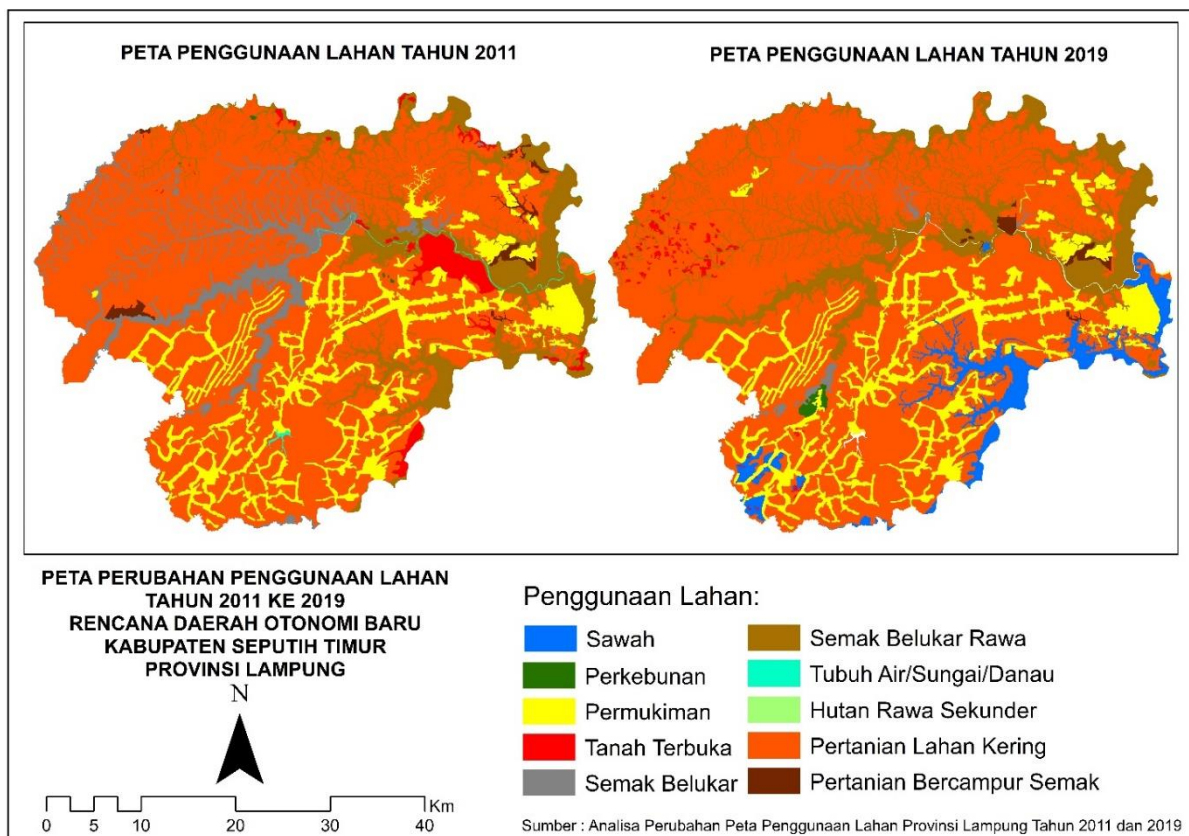 PETA PENGGUNAAN LAHAN TAHUN 2011
PETA PENGGUNAAN LAHAN TAHUN 2019
PETA PERUBAHAN PENGGUNAAN LAHAN
TAHUN 2011 KE 2019
RENCANA DAERAH OTONOMI BARU
KABUPATEN SEPUTIH TIMUR
PROVINSI LAMPUNG
N
Km
0 5 10 20 30 40
Penggunaan Lahan:
Sawah
Perkebunan
Permukiman
Tanah Terbuka
Semak Belukar
Semak Belukar Rawa
Tubuh Air/Sungai/Danau
Hutan Rawa Sekunder
Pertanian Lahan Kering
Pertanian Bercampur Semak
Sumber : Analisa Perubahan Peta Penggunaan Lahan Provinsi Lampung Tahun 2011 dan 2019